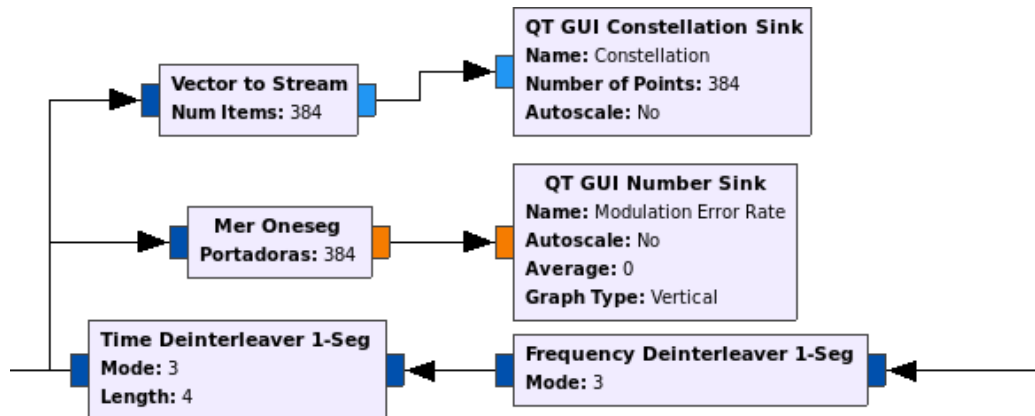 QT GUI Constellation Sink
Name: Constellation
Number of Points: 384
Autoscale: No
Vector to Stream
Num Items: 384
QT GUI Number Sink
Name: Modulation Error Rate
Autoscale: No
Average: 0
Graph Type: Vertical
Mer Oneseg
Portadoras: 384
Time Deinterleaver 1-Seg
Mode: 3
Length: 4
Frequency Deinterleaver 1-Seg
Mode: 3